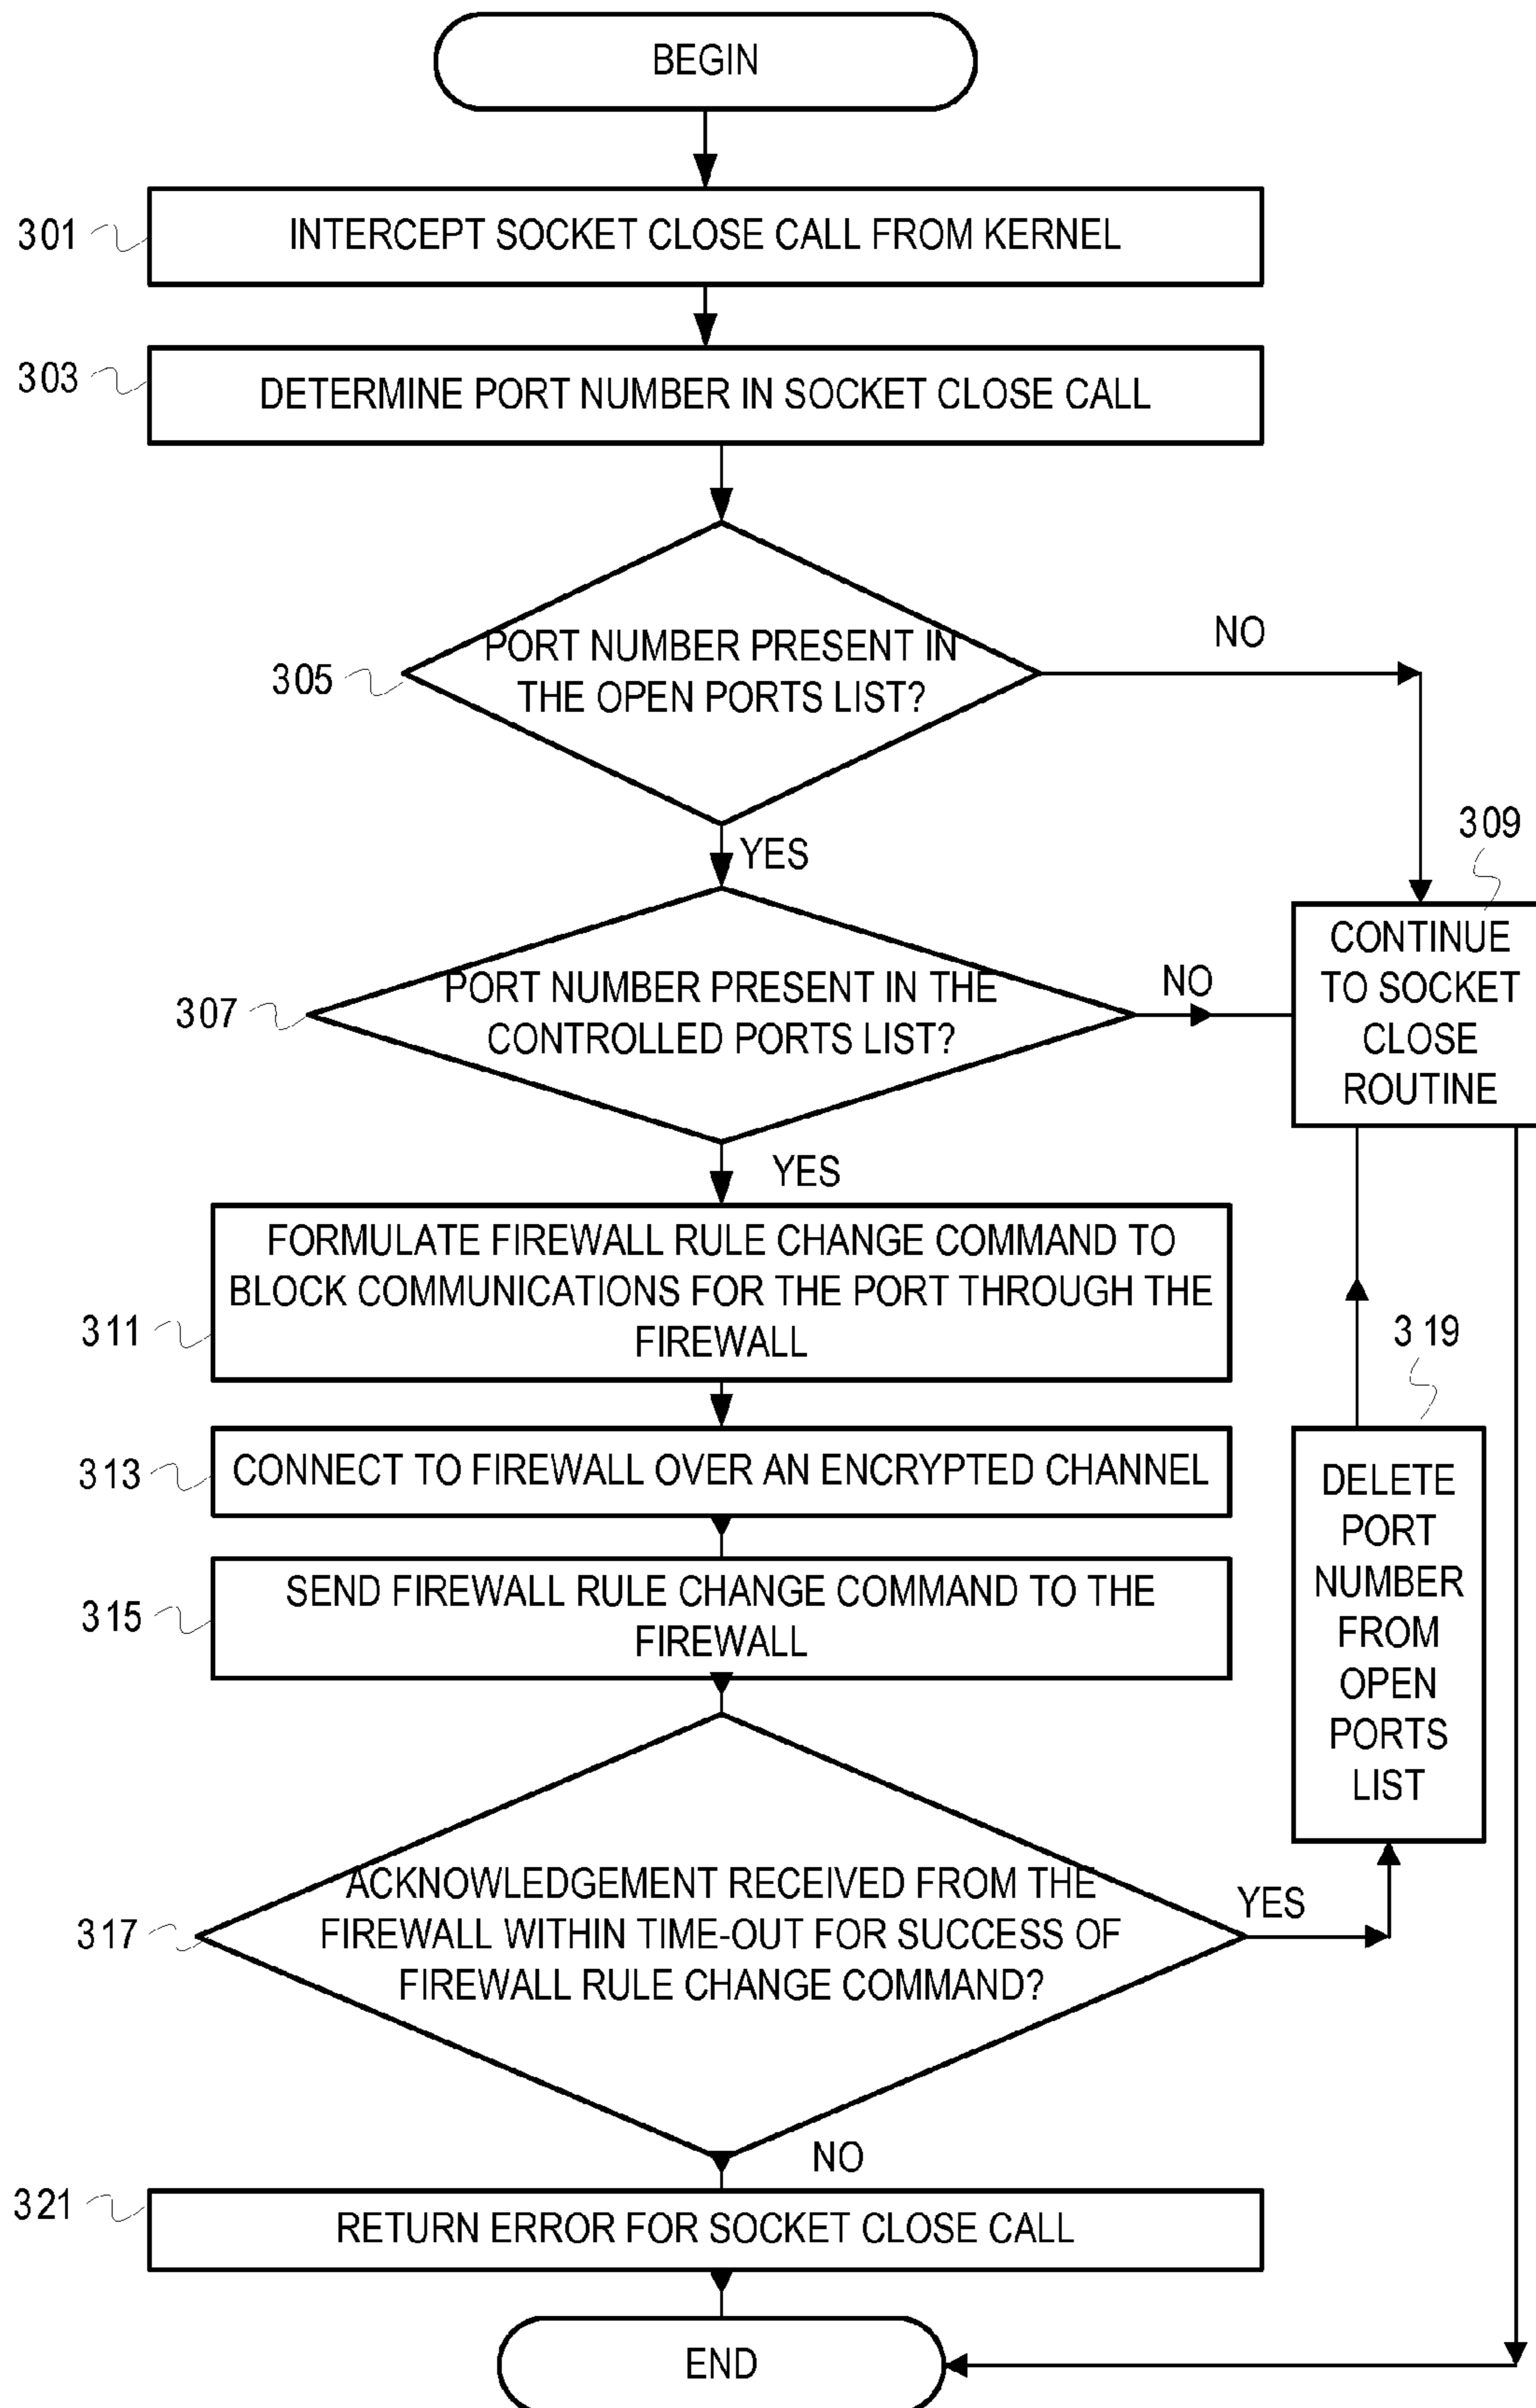 BEGIN
301
INTERCEPT SOCKET CLOSE CALL FROM KERNEL
303
DETERMINE PORT NUMBER IN SOCKET CLOSE CALL
305
PORT NUMBER PRESENT IN
THE OPEN PORTS LIST?
NO
YES
309
CONTINUE
TO SOCKET
CLOSE
ROUTINE
307
PORT NUMBER PRESENT IN THE
CONTROLLED PORTS LIST?
NO
YES
311
FORMULATE FIREWALL RULE CHANGE COMMAND TO
BLOCK COMMUNICATIONS FOR THE PORT THROUGH THE
FIREWALL
313
CONNECT TO FIREWALL OVER AN ENCRYPTED CHANNEL
315
SEND FIREWALL RULE CHANGE COMMAND TO THE
FIREWALL
319
DELETE
PORT
NUMBER
FROM
OPEN
PORTS
LIST
317
ACKNOWLEDGEMENT RECEIVED FROM THE
FIREWALL WITHIN TIME-OUT FOR SUCCESS OF
FIREWALL RULE CHANGE COMMAND?
YES
NO
321
RETURN ERROR FOR SOCKET CLOSE CALL
END